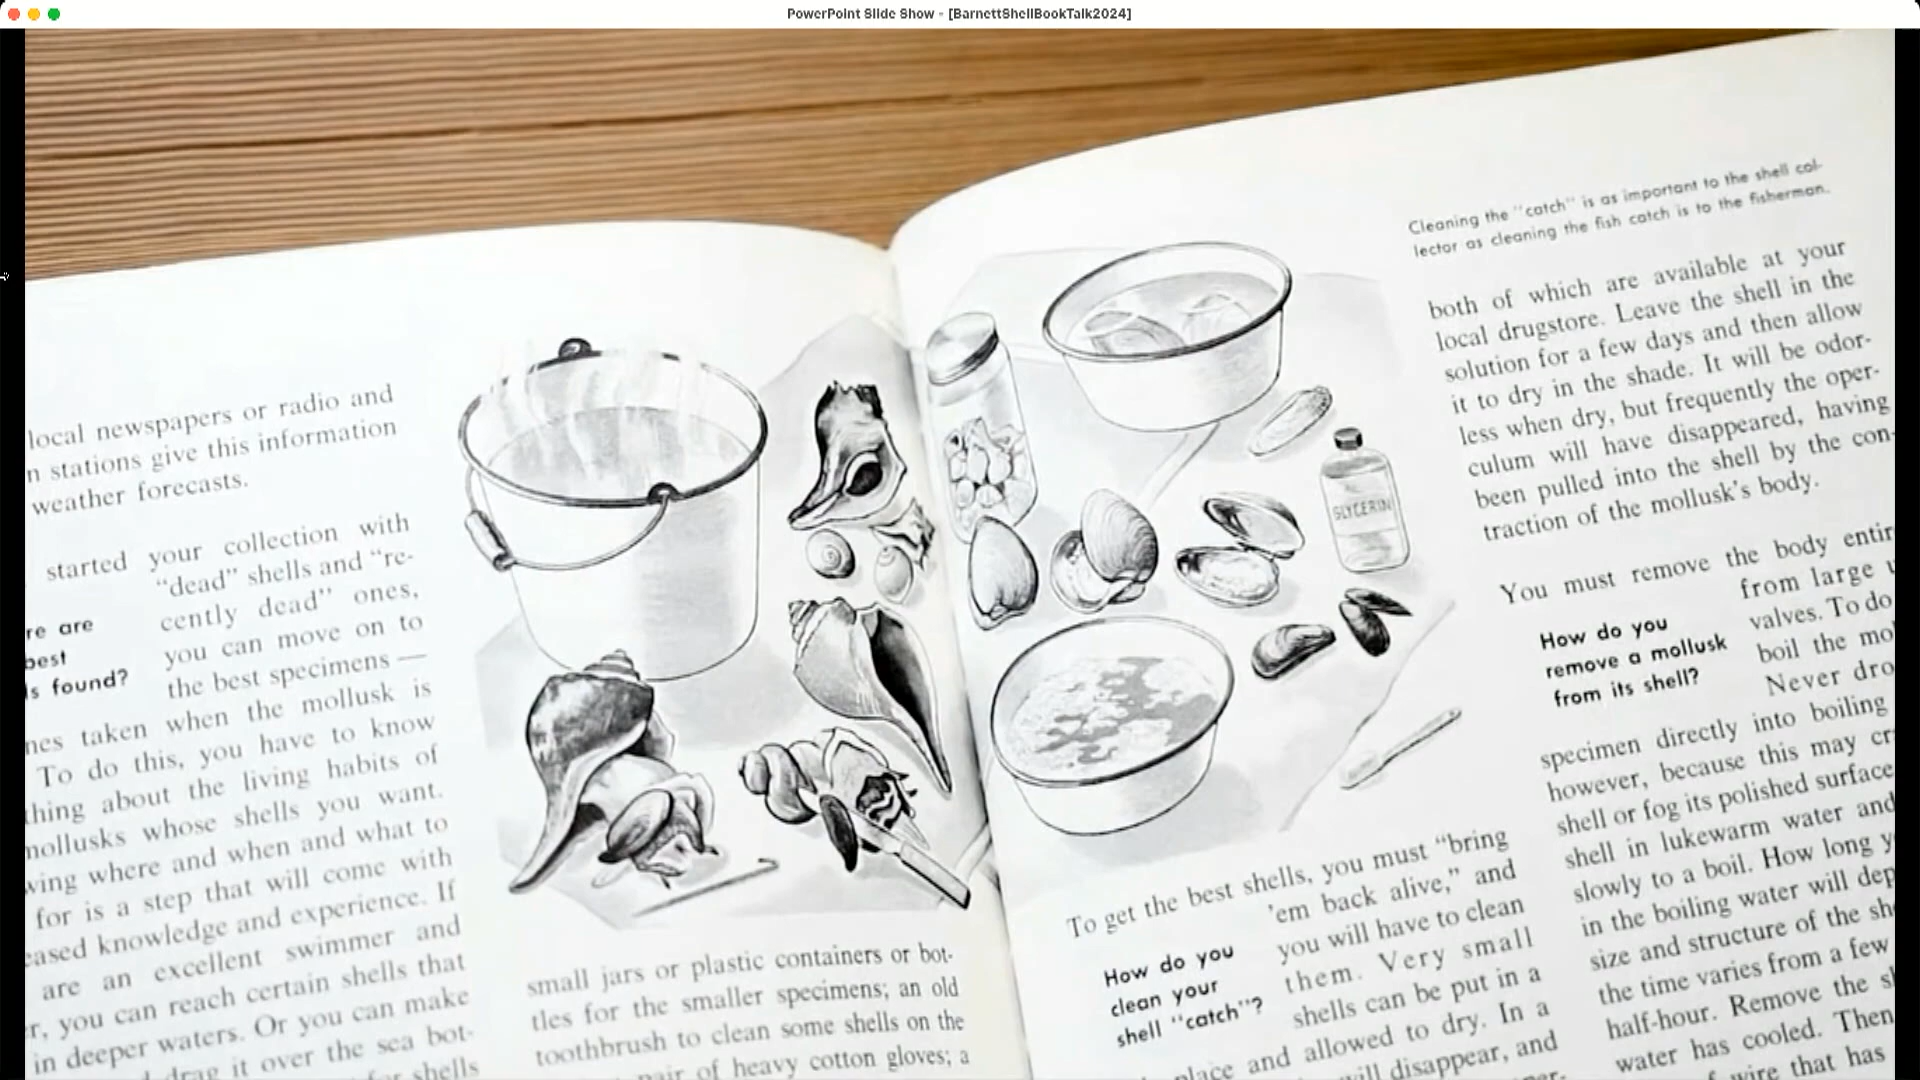 PowerPoint Slide Show - [BarnettShellBookTalk2024]
local newspapers or radio and
n stations give this information
weather forecasts.
started your collection with
"dead" shells and "re-
cently dead" ones,
you can move on to
the best specimens —
re are
best
ls found?
nes taken when the mollusk is
To do this, you have to know
thing about the living habits of
mollusks whose shells you want.
wing where and when and what to
for is a step that will come with
eased knowledge and experience. If
are an excellent swimmer and
r, you can reach certain shells that
in deeper waters. Or you can make
drag it over the sea bot-
for shells
small jars or plastic containers or bot-
tles for the smaller specimens; an old
toothbrush to clean some shells on the
pair of heavy cotton gloves; a
GLYCERIN
To get the best shells, you must "bring
'em back alive," and
you will have to clean
them. Very small
shells can be put in a
How do you
clean your
shell "catch"?
place and allowed to dry. In a
will disappear, and
Cleaning the "catch" is as important to the shell col-
lector as cleaning the fish catch is to the fisherman.
both of which are available at your
local drugstore. Leave the shell in the
solution for a few days and then allow
it to dry in the shade. It will be odor-
less when dry, but frequently the oper-
culum will have disappeared, having
been pulled into the shell by the con-
traction of the mollusk's body.
You must remove the body entir
from large u
valves. To do
boil the mo
Never dro
How do you
remove a mollusk
from its shell?
specimen directly into boiling
however, because this may cr
shell or fog its polished surface
shell in lukewarm water and
slowly to a boil. How long y
in the boiling water will dep
size and structure of the she
the time varies from a few
half-hour. Remove the sh
water has cooled. Then
f wire that has